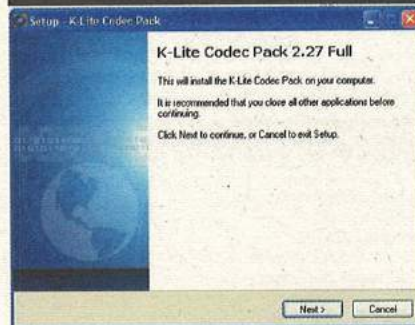 Setup - K-Lite Codec Pack
K-Lite Codec Pack 2.27 Full
This will install the K-Lite Codec Pack on your computer.
It is recommended that you close all other applications before
continuing.
Click Next to continue, or Cancel to exit Setup.
Next >
Cancel